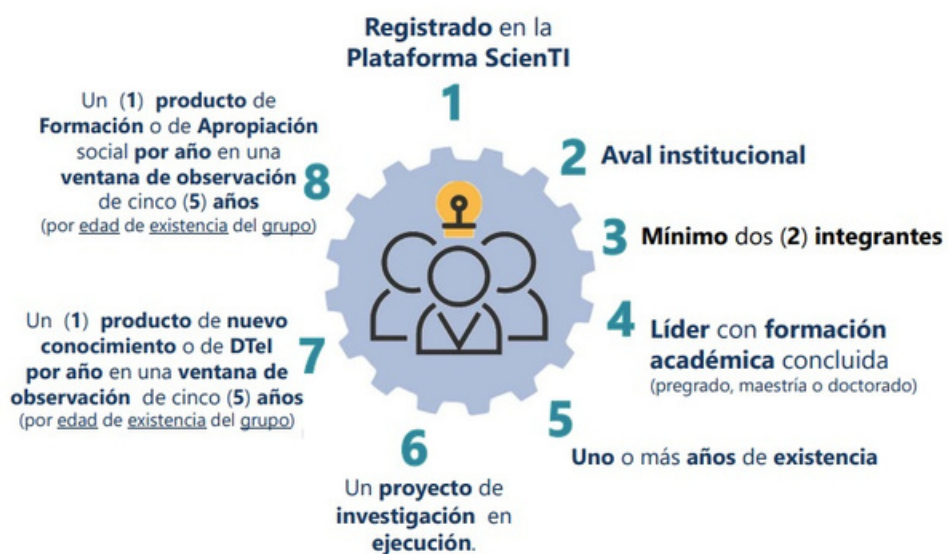 Registrado en la
Plataforma ScienTI
1
2
Aval institucional
3
Mínimo dos (2) integrantes
4
Líder con formación
académica concluida
(pregrado, maestría o doctorado)
5
Uno o más años de existencia
6
Un proyecto de
investigación en
ejecución.
7
Un (1) producto de nuevo
conocimiento o de DTeI
por año en una ventana de
observación de cinco (5) años
(por edad de existencia del grupo)
8
Un (1) producto de
Formación o de Apropiación
social por año en una
ventana de observación
de cinco (5) años
(por edad de existencia del grupo)